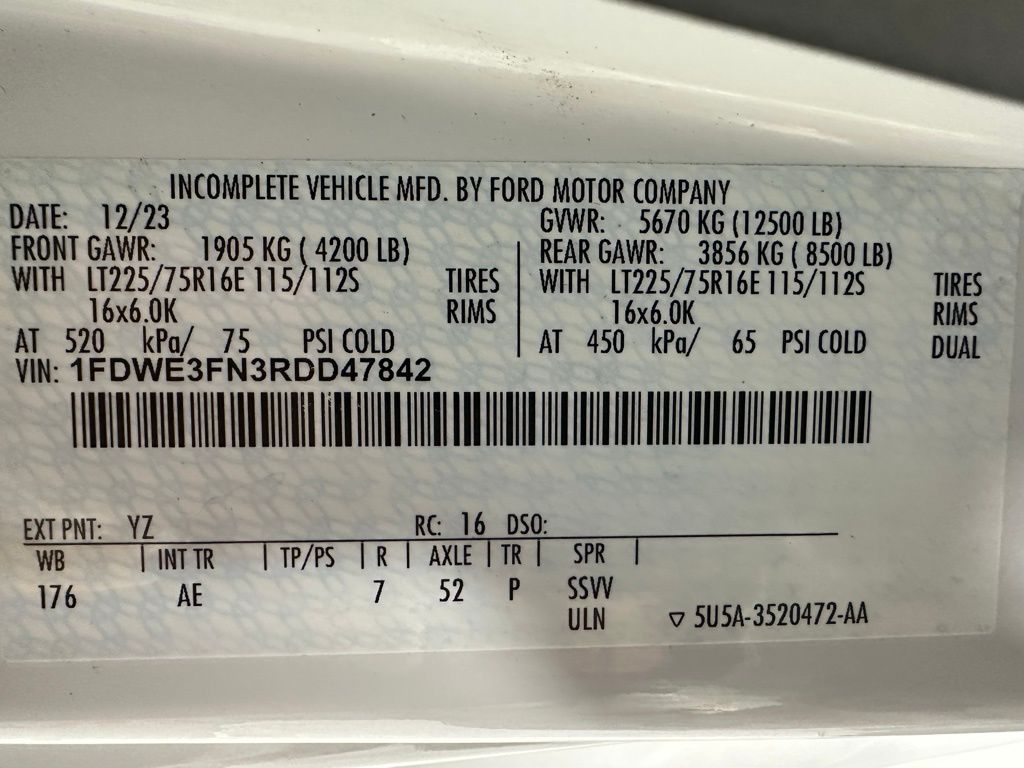 INCOMPLETE VEHICLE MFD. BY FORD MOTOR COMPANY
DATE: 12/23 GVWR: 5670 KG (12500 LB)
FRONT GAWR: 1905 KG ( 4200 LB) REAR GAWR: 3856 KG ( 8500 LB)
WITH LT225/75R16E 115/112S TIRES WITH LT225/75R16E 115/112S TIRES
16x6.0K RIMS 16x6.0K RIMS
AT 520 kPa/ 75 PSI COLD AT 450 kPa/ 65 PSI COLD DUAL
VIN: 1FDWE3FN3RDD47842
EXT PNT: YZ RC: 16 DSO:
WB INT TR TP/PS R AXLE TR SPR
176 AE 7 52 P SSVV
ULN ▽ 5U5A-3520472-AA